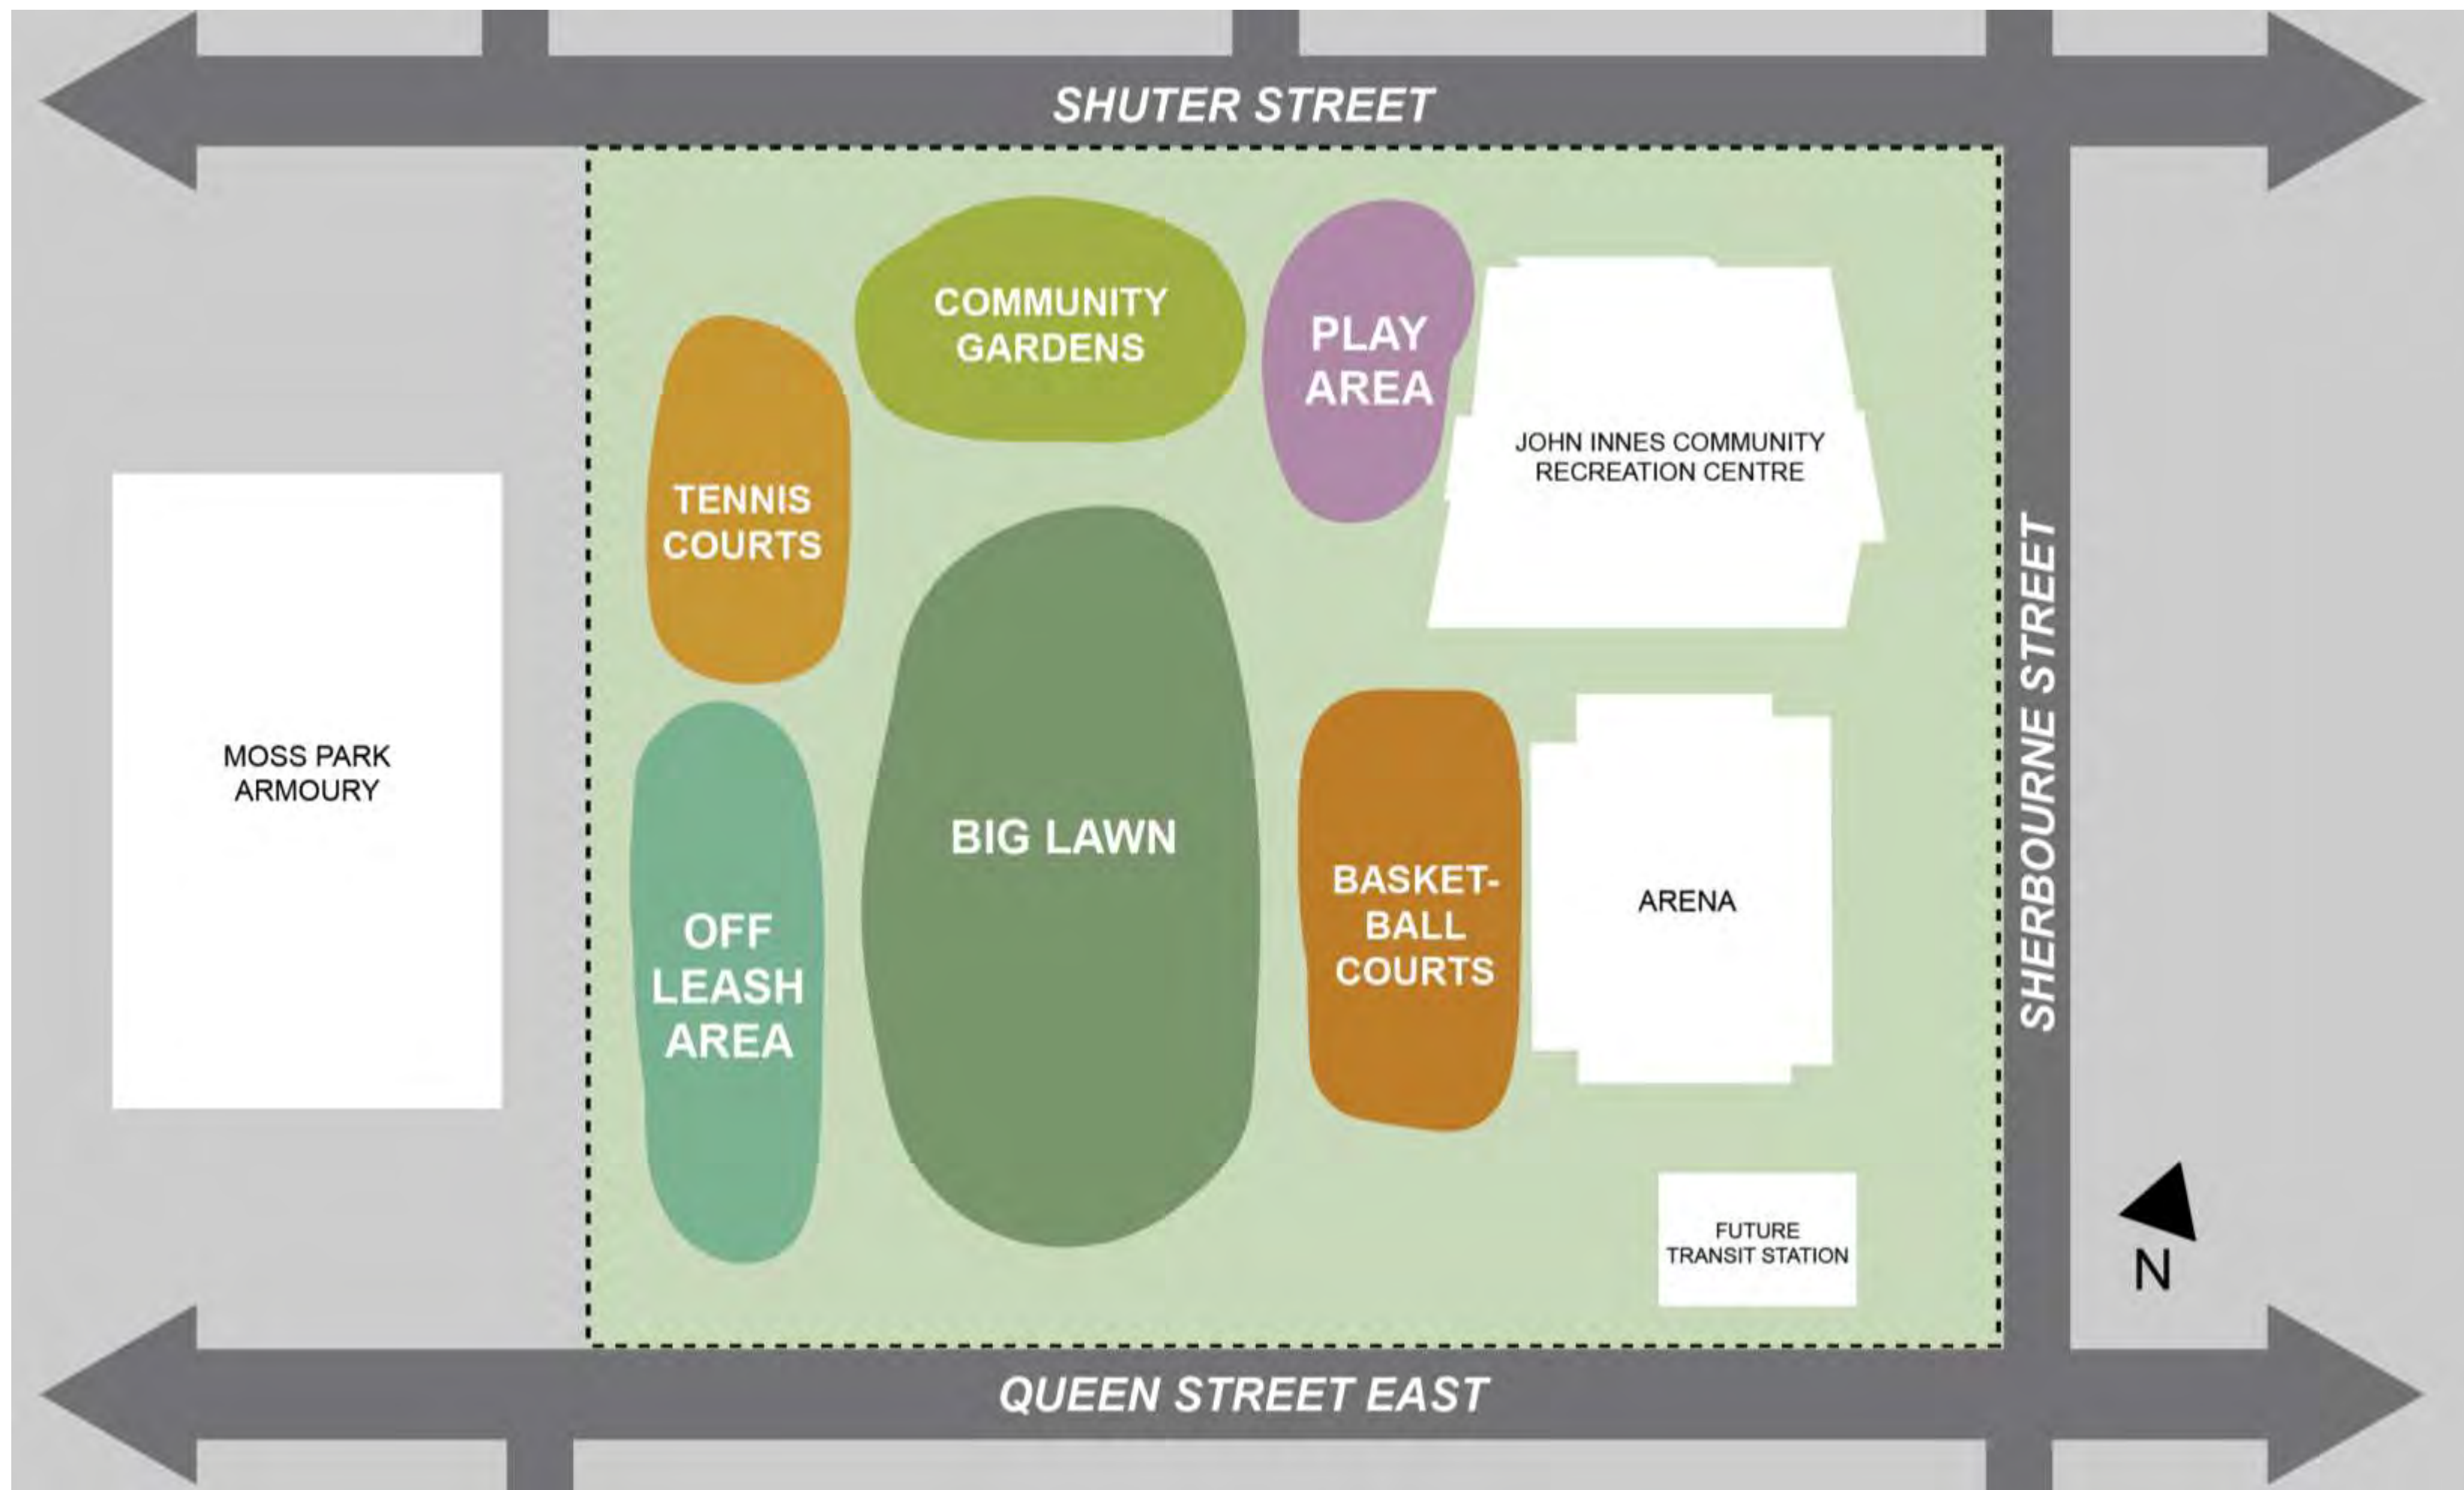 SHUTER STREET
COMMUNITY
GARDENS
PLAY
AREA
TENNIS
COURTS
JOHN INNES COMMUNITY
RECREATION CENTRE
SHERBOURNE STREET
MOSS PARK
ARMOURY
BIG LAWN
OFF
LEASH
AREA
BASKET-
BALL
COURTS
ARENA
FUTURE
TRANSIT STATION
N
QUEEN STREET EAST